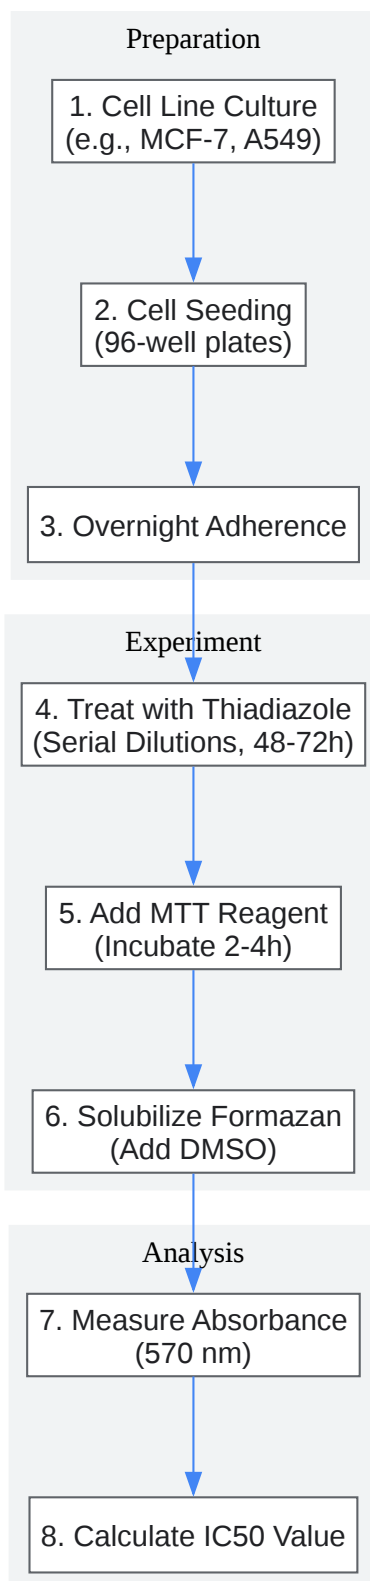 Preparation
1. Cell Line Culture
(e.g., MCF-7, A549)
2. Cell Seeding
(96-well plates)
3. Overnight Adherence
Experiment
4. Treat with Thiadiazole
(Serial Dilutions, 48-72h)
5. Add MTT Reagent
(Incubate 2-4h)
6. Solubilize Formazan
(Add DMSO)
Analysis
7. Measure Absorbance
(570 nm)
8. Calculate IC50 Value